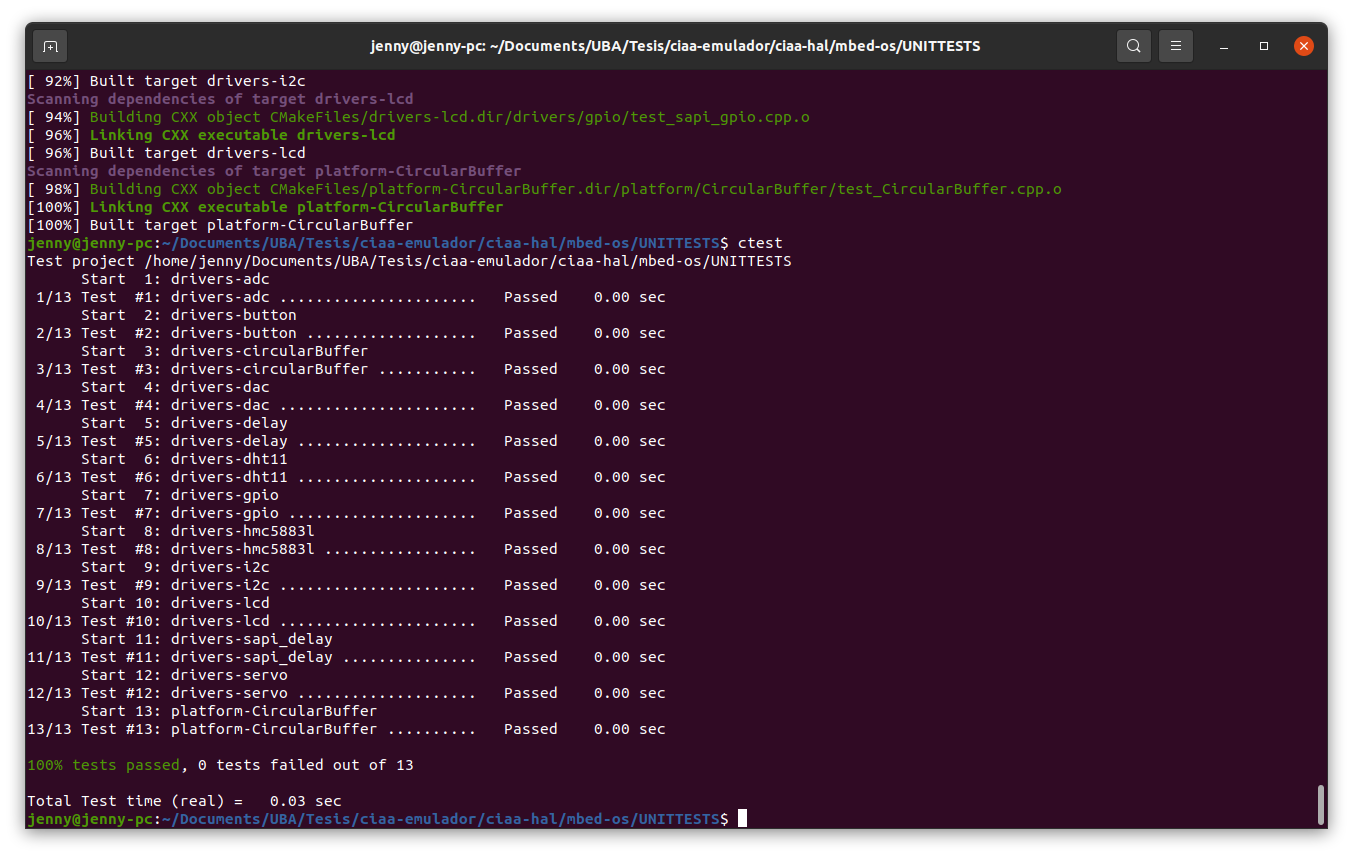 jenny@jenny-pc: ~/Documents/UBA/Tesis/ciaa-emulador/ciaa-hal/mbed-os/UNITTESTS
[ 92%] Built target drivers-i2c
Scanning dependencies of target drivers-lcd
[ 94%] Building CXX object CMakeFiles/drivers-lcd.dir/drivers/gpio/test_sapi_gpio.cpp.o
[ 96%] Linking CXX executable drivers-lcd
[ 96%] Built target drivers-lcd
Scanning dependencies of target platform-CircularBuffer
[ 98%] Building CXX object CMakeFiles/platform-CircularBuffer.dir/platform/CircularBuffer/test_CircularBuffer.cpp.o
[100%] Linking CXX executable platform-CircularBuffer
[100%] Built target platform-CircularBuffer
jenny@jenny-pc:~/Documents/UBA/Tesis/ciaa-emulador/ciaa-hal/mbed-os/UNITTESTS$ ctest
Test project /home/jenny/Documents/UBA/Tesis/ciaa-emulador/ciaa-hal/mbed-os/UNITTESTS
      Start  1: drivers-adc
 1/13 Test  #1: drivers-adc ......................   Passed    0.00 sec
      Start  2: drivers-button
 2/13 Test  #2: drivers-button ...................   Passed    0.00 sec
      Start  3: drivers-circularBuffer
 3/13 Test  #3: drivers-circularBuffer ...........   Passed    0.00 sec
      Start  4: drivers-dac
 4/13 Test  #4: drivers-dac ......................   Passed    0.00 sec
      Start  5: drivers-delay
 5/13 Test  #5: drivers-delay ....................   Passed    0.00 sec
      Start  6: drivers-dht11
 6/13 Test  #6: drivers-dht11 ....................   Passed    0.00 sec
      Start  7: drivers-gpio
 7/13 Test  #7: drivers-gpio .....................   Passed    0.00 sec
      Start  8: drivers-hmc5883l
 8/13 Test  #8: drivers-hmc5883l .................   Passed    0.00 sec
      Start  9: drivers-i2c
 9/13 Test  #9: drivers-i2c ......................   Passed    0.00 sec
      Start 10: drivers-lcd
10/13 Test #10: drivers-lcd ......................   Passed    0.00 sec
      Start 11: drivers-sapi_delay
11/13 Test #11: drivers-sapi_delay ...............   Passed    0.00 sec
      Start 12: drivers-servo
12/13 Test #12: drivers-servo ....................   Passed    0.00 sec
      Start 13: platform-CircularBuffer
13/13 Test #13: platform-CircularBuffer ..........   Passed    0.00 sec
100% tests passed, 0 tests failed out of 13
Total Test time (real) =   0.03 sec
jenny@jenny-pc:~/Documents/UBA/Tesis/ciaa-emulador/ciaa-hal/mbed-os/UNITTESTS$